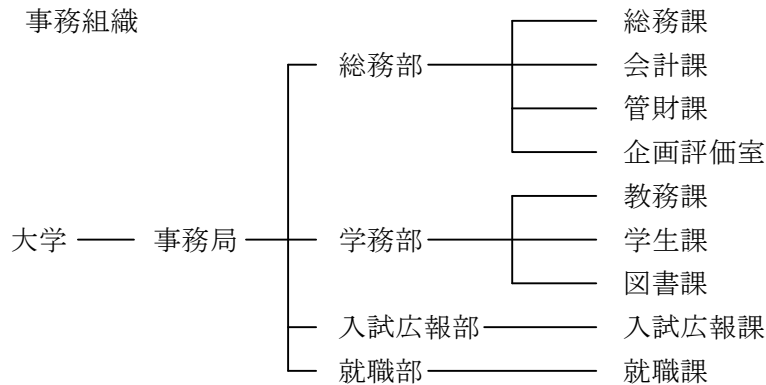 事務組織
総務課
総務部 会計課
管財課
企画評価室
教務課
大学 事務局 学務部 学生課
図書課
入試広報部 入試広報課
就職部 就職課